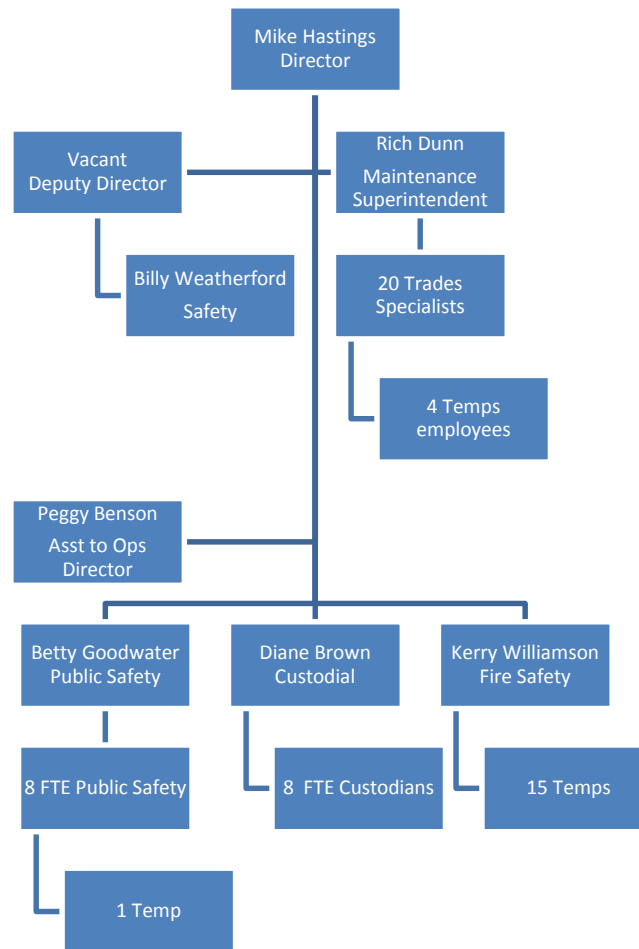 Mike Hastings
Director
Vacant
Deputy Director
Rich Dunn
Maintenance
Superintendent
Billy Weatherford
Safety
20 Trades
Specialists
4 Temps
employees
Peggy Benson
Asst to Ops
Director
Betty Goodwater
Public Safety
Diane Brown
Custodial
Kerry Williamson
Fire Safety
8 FTE Public Safety
8 FTE Custodians
15 Temps
1 Temp